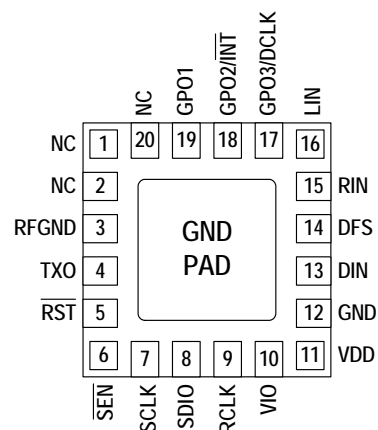 NC
GPO1
GPO2/INT
GPO3/DCLK
LIN
NC 1 20 19 18 17 16
NC 2 15 RIN
RFGND 3 GND 14 DFS
TXO 4 PAD 13 DIN
RST 5 12 GND
6 7 8 9 10 11 VDD
SEN
SCLK
SDIO
RCLK
VIO